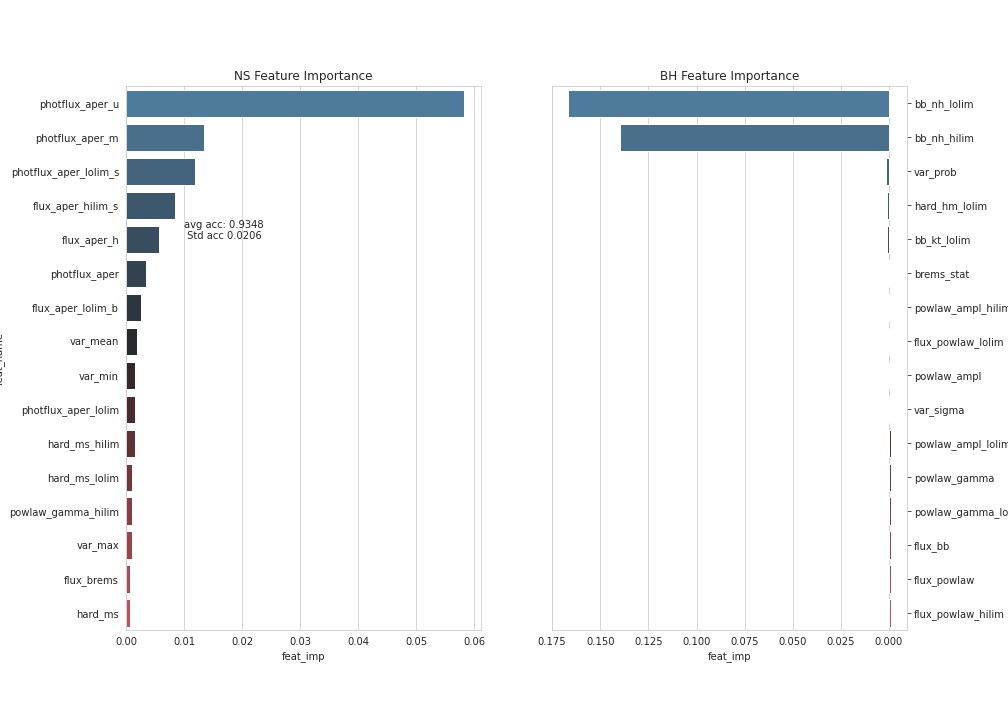 NS Feature Importance
photflux_aper_u
photflux_aper_m
photflux_aper_lolim_s
flux_aper_hilim_s
flux_aper_h
photflux_aper
flux_aper_lolim_b
var_mean
var_min
photflux_aper_lolim
hard_ms_hilim
hard_ms_lolim
powlaw_gamma_hilim
var_max
flux_brems
hard_ms
avg acc: 0.9348
Std acc 0.0206
0.00 0.01 0.02 0.03 0.04 0.05 0.06
feat_imp
BH Feature Importance
bb_nh_lolim
bb_nh_hilim
var_prob
hard_hm_lolim
bb_kt_lolim
brems_stat
powlaw_ampl_hilim
flux_powlaw_lolim
powlaw_ampl
var_sigma
powlaw_ampl_lolim
powlaw_gamma
powlaw_gamma_lo
flux_bb
flux_powlaw
flux_powlaw_hilim
0.175 0.150 0.125 0.100 0.075 0.050 0.025 0.000
feat_imp